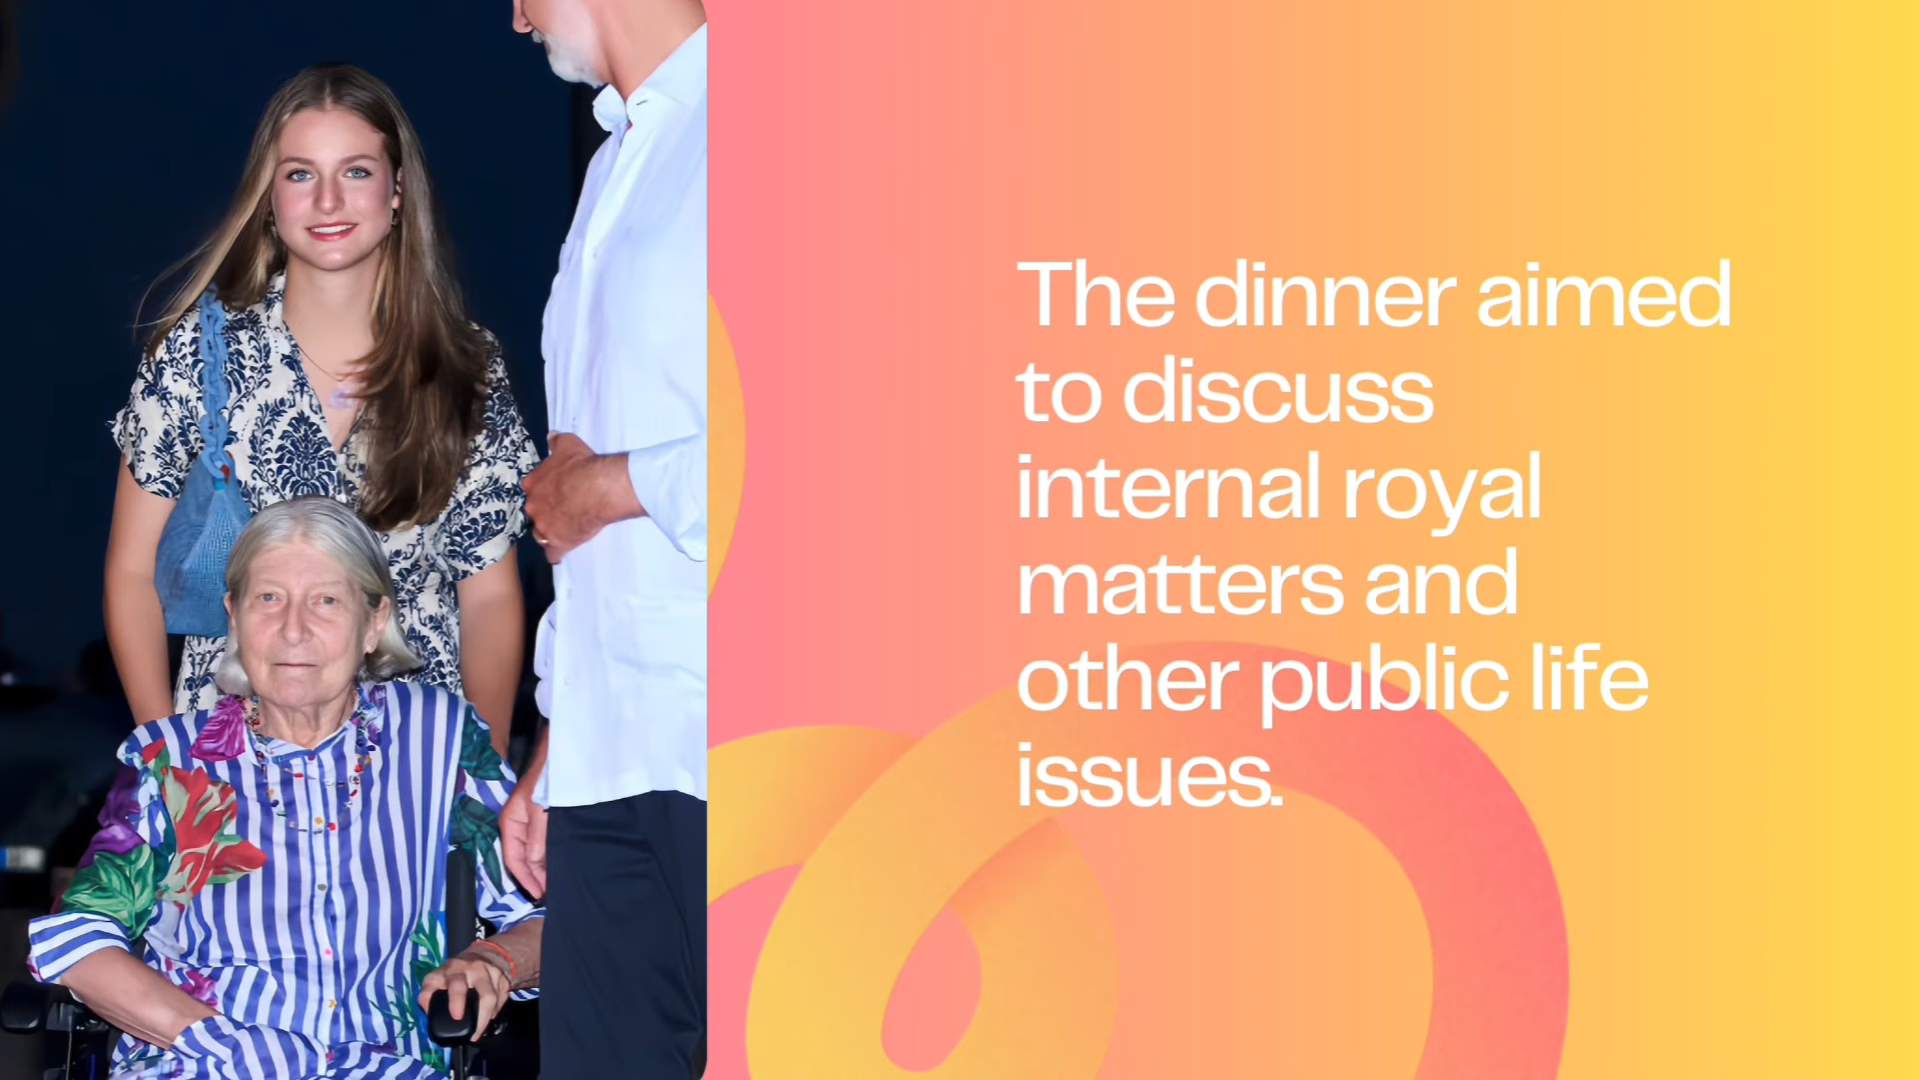 The dinner aimed
to discuss
internal royal
matters and
other public life
issues.